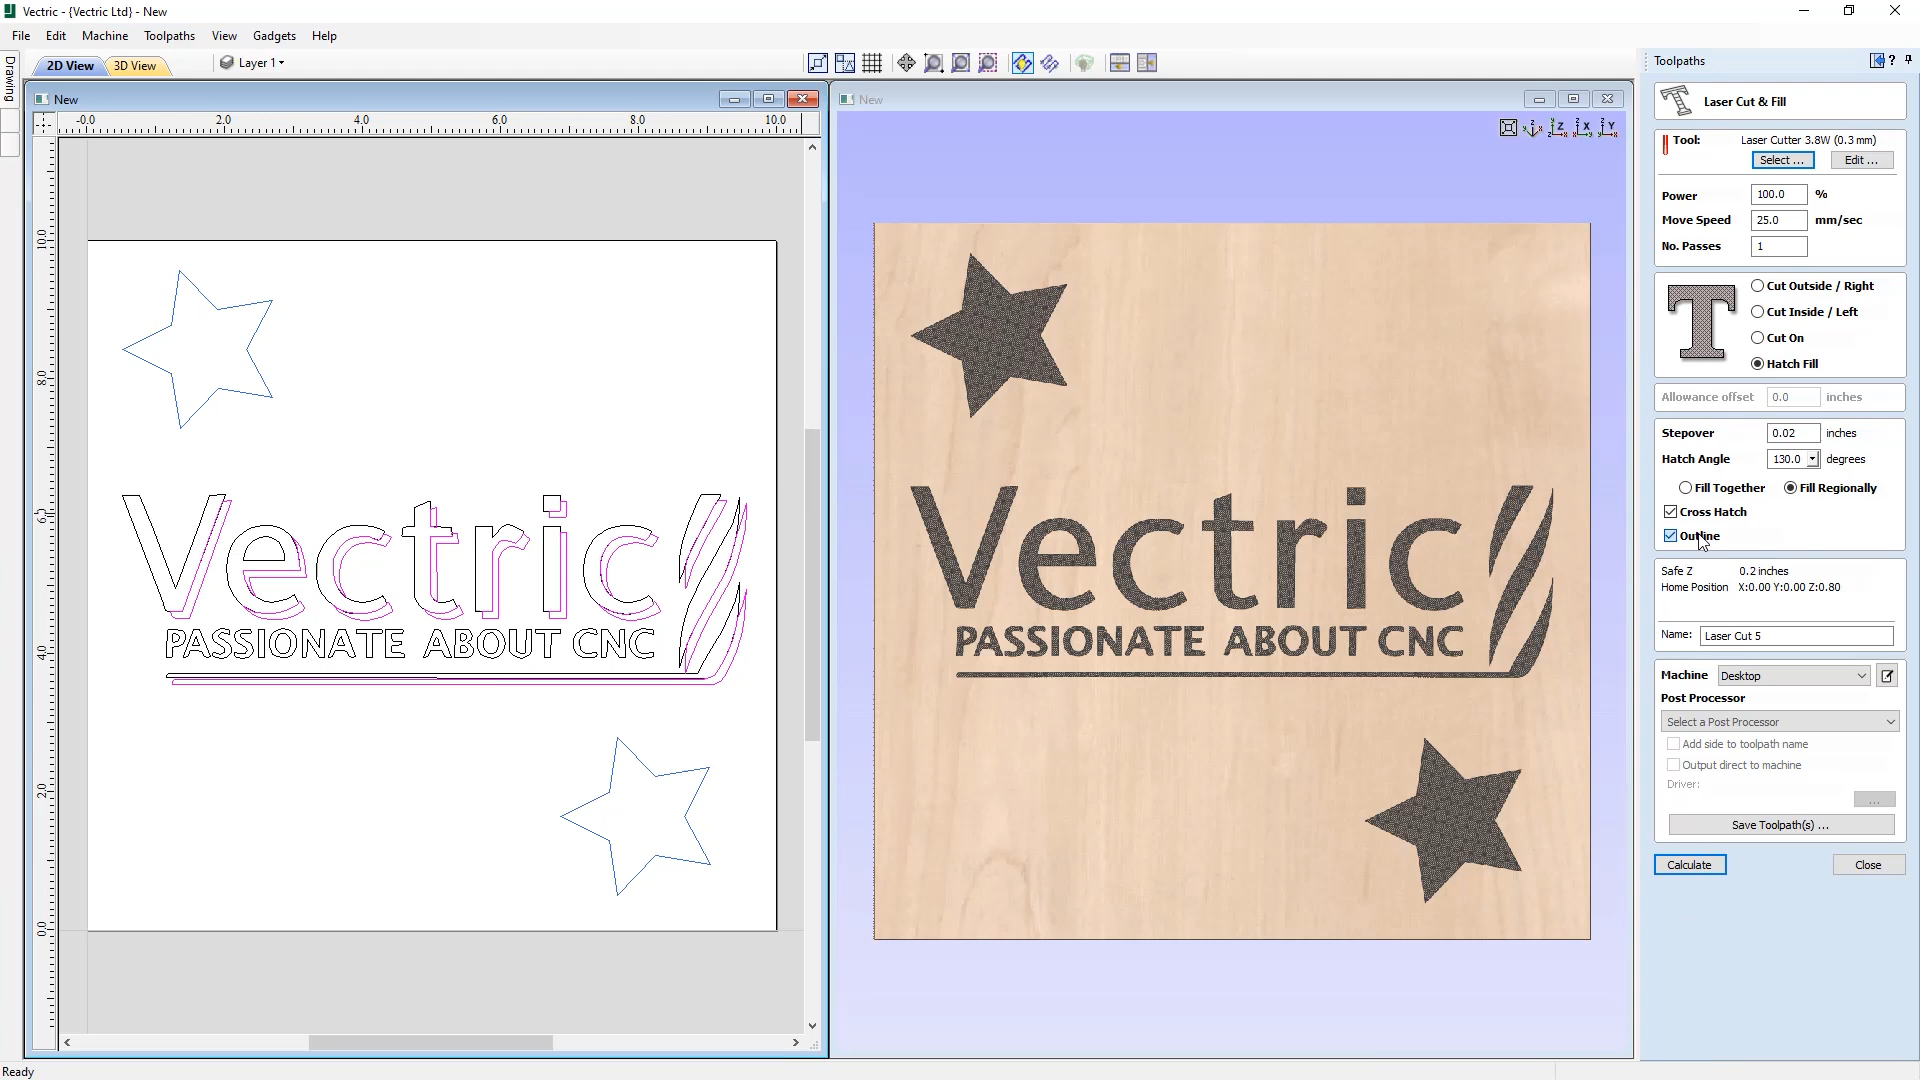 Vectric - {Vectric Ltd} - New
File Edit Machine Toolpaths View Gadgets Help
Drawing
2D View 3D View Layer 1
New
-0.0 2.0 4.0 6.0 8.0 10.0
10.0
8.0
6.0
4.0
2.0
0.0
Vectric
PASSIONATE ABOUT CNC
New
Z X Y
Vectric
PASSIONATE ABOUT CNC
Toolpaths
Laser Cut & Fill
Tool: Laser Cutter 3.8W (0.3 mm)
Select ... Edit ...
Power 100.0 %
Move Speed 25.0 mm/sec
No. Passes 1
T
Cut Outside / Right
Cut Inside / Left
Cut On
Hatch Fill
Allowance offset 0.0 inches
Stepover 0.02 inches
Hatch Angle 130.0 degrees
Fill Together Fill Regionally
Cross Hatch
Outline
Safe Z 0.2 inches
Home Position X:0.00 Y:0.00 Z:0.80
Name: Laser Cut 5
Machine Desktop
Post Processor
Select a Post Processor
Add side to toolpath name
Output direct to machine
Driver:
...
Save Toolpath(s) ...
Calculate Close
Ready